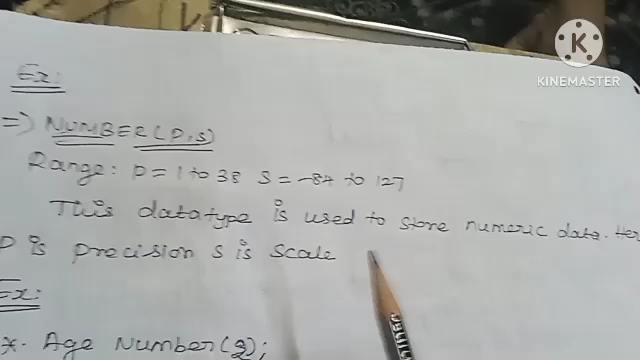 Ex:
K
KINEMASTER
=> NUMBER(P,S)
Range: P = 1 to 38 S = -84 to 127
This datatype is used to store numeric data. Her
P is precision S is scale
Ex:
*. Age Number(2);